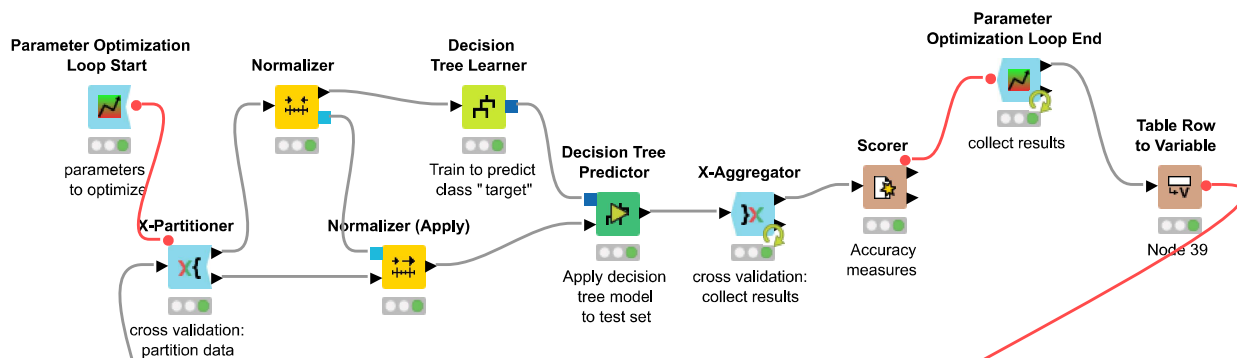 Parameter Optimization
Loop Start
parameters
to optimize
X-Partitioner
cross validation:
partition data
Normalizer
Normalizer (Apply)
Decision
Tree Learner
Train to predict
class "target"
Decision Tree
Predictor
Apply decision
tree model
to test set
X-Aggregator
cross validation:
collect results
Scorer
Accuracy
measures
Parameter
Optimization Loop End
collect results
Table Row
to Variable
Node 39